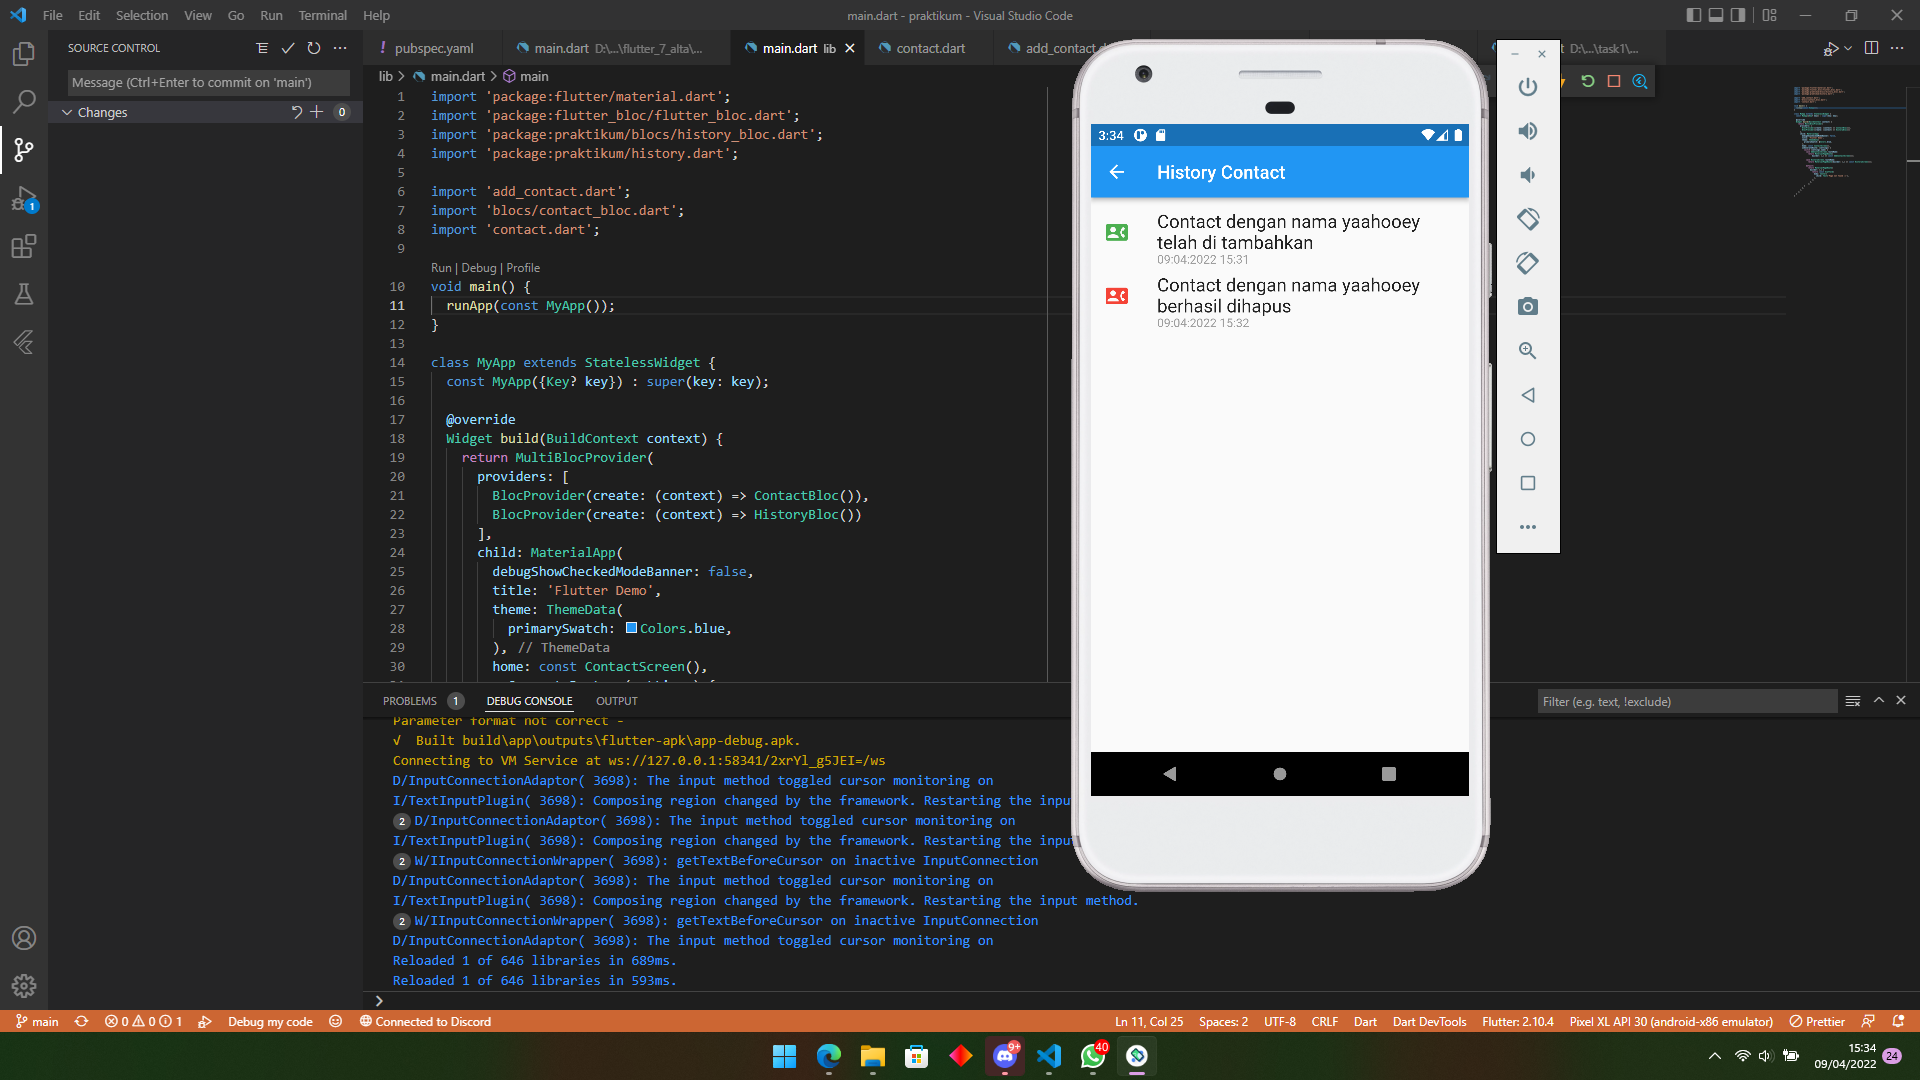 File Edit Selection View Go Run Terminal Help
main.dart - praktikum - Visual Studio Code
SOURCE CONTROL
Message (Ctrl+Enter to commit on 'main')
Changes
0
1
pubspec.yaml
main.dart D:\...\flutter_7_alta\...
main.dart lib
contact.dart
add_contact.d
D:\...\task1\...
lib > main.dart > main
1 import 'package:flutter/material.dart';
2 import 'package:flutter_bloc/flutter_bloc.dart';
3 import 'package:praktikum/blocs/history_bloc.dart';
4 import 'package:praktikum/history.dart';
5
6 import 'add_contact.dart';
7 import 'blocs/contact_bloc.dart';
8 import 'contact.dart';
9
Run | Debug | Profile
10 void main() {
11 runApp(const MyApp());
12 }
13
14 class MyApp extends StatelessWidget {
15 const MyApp({Key? key}) : super(key: key);
16
17 @override
18 Widget build(BuildContext context) {
19 return MultiBlocProvider(
20 providers: [
21 BlocProvider(create: (context) => ContactBloc()),
22 BlocProvider(create: (context) => HistoryBloc())
23 ],
24 child: MaterialApp(
25 debugShowCheckedModeBanner: false,
26 title: 'Flutter Demo',
27 theme: ThemeData(
28 primarySwatch: Colors.blue,
29 ), // ThemeData
30 home: const ContactScreen(),
3:34
History Contact
Contact dengan nama yaahooey
telah di tambahkan
09:04:2022 15:31
Contact dengan nama yaahooey
berhasil dihapus
09:04:2022 15:32
PROBLEMS 1 DEBUG CONSOLE OUTPUT
Filter (e.g. text, !exclude)
Parameter format not correct -
√ Built build\app\outputs\flutter-apk\app-debug.apk.
Connecting to VM Service at ws://127.0.0.1:58341/2xrYl_g5JEI=/ws
D/InputConnectionAdaptor( 3698): The input method toggled cursor monitoring on
I/TextInputPlugin( 3698): Composing region changed by the framework. Restarting the input
2 D/InputConnectionAdaptor( 3698): The input method toggled cursor monitoring on
I/TextInputPlugin( 3698): Composing region changed by the framework. Restarting the input
2 W/IInputConnectionWrapper( 3698): getTextBeforeCursor on inactive InputConnection
D/InputConnectionAdaptor( 3698): The input method toggled cursor monitoring on
I/TextInputPlugin( 3698): Composing region changed by the framework. Restarting the input method.
2 W/IInputConnectionWrapper( 3698): getTextBeforeCursor on inactive InputConnection
D/InputConnectionAdaptor( 3698): The input method toggled cursor monitoring on
Reloaded 1 of 646 libraries in 689ms.
Reloaded 1 of 646 libraries in 593ms.
main 0 0 1 Debug my code Connected to Discord
Ln 11, Col 25 Spaces: 2 UTF-8 CRLF Dart Dart DevTools Flutter: 2.10.4 Pixel XL API 30 (android-x86 emulator) Prettier
9+
40
15:34
09/04/2022
24